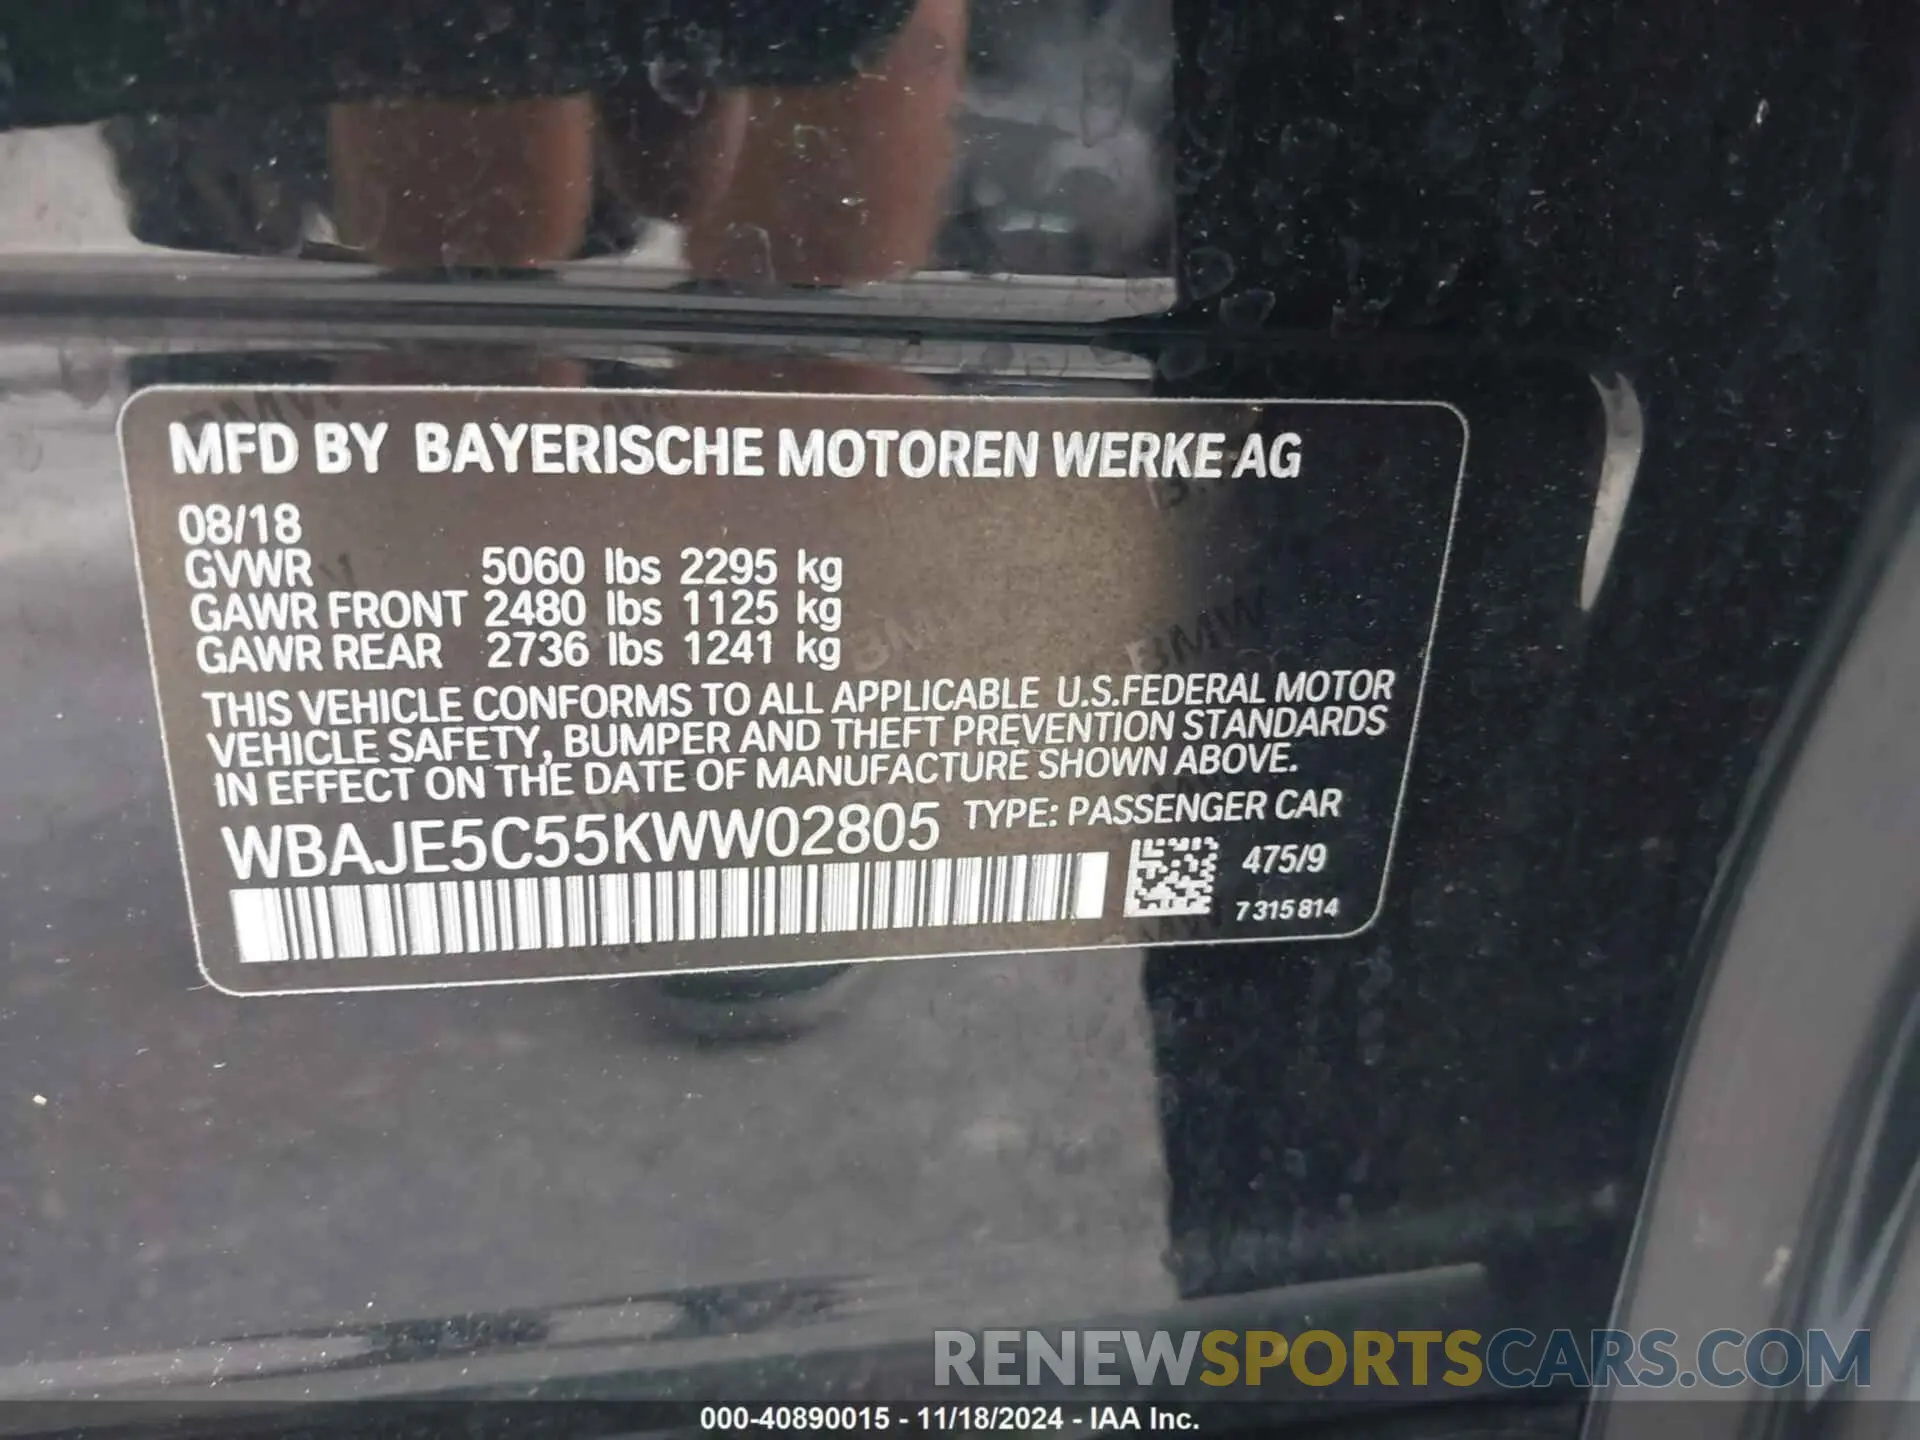 MFD BY BAYERISCHE MOTOREN WERKE AG
08/18
GVWR 5060 lbs 2295 kg
GAWR FRONT 2480 lbs 1125 kg
GAWR REAR 2736 lbs 1241 kg
THIS VEHICLE CONFORMS TO ALL APPLICABLE U.S.FEDERAL MOTOR
VEHICLE SAFETY, BUMPER AND THEFT PREVENTION STANDARDS
IN EFFECT ON THE DATE OF MANUFACTURE SHOWN ABOVE.
WBAJE5C55KWW02805 TYPE: PASSENGER CAR
475/9
7315814
RENEWSPORTSCARS.COM
000-40890015 - 11/18/2024 - IAA Inc.